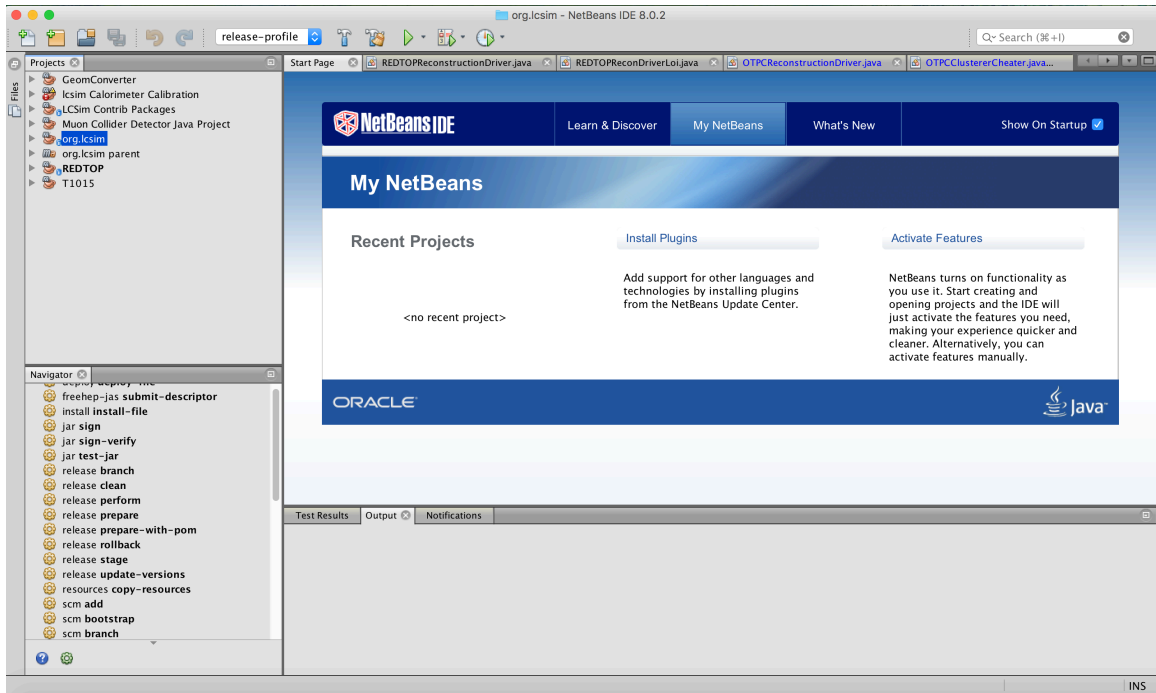 org.lcsim - NetBeans IDE 8.0.2
release-profile
Search (⌘+I)
Projects
Start Page
REDTOPReconstructionDriver.java
REDTOPReconDriverLoi.java
OTPCReconstructionDriver.java
OTPCClustererCheater.java...
Files
GeomConverter
lcsim Calorimeter Calibration
LCSim Contrib Packages
Muon Collider Detector Java Project
org.lcsim
org.lcsim parent
REDTOP
T1015
NetBeans IDE
Learn & Discover
My NetBeans
What's New
Show On Startup
My NetBeans
Recent Projects
<no recent project>
Install Plugins
Add support for other languages and
technologies by installing plugins
from the NetBeans Update Center.
Activate Features
NetBeans turns on functionality as
you use it. Start creating and
opening projects and the IDE will
just activate the features you need,
making your experience quicker and
cleaner. Alternatively, you can
activate features manually.
ORACLE
Java
Navigator
deploy deploy-file
freehep-jas submit-descriptor
install install-file
jar sign
jar sign-verify
jar test-jar
release branch
release clean
release perform
release prepare
release prepare-with-pom
release rollback
release stage
release update-versions
resources copy-resources
scm add
scm bootstrap
scm branch
Test Results
Output
Notifications
INS